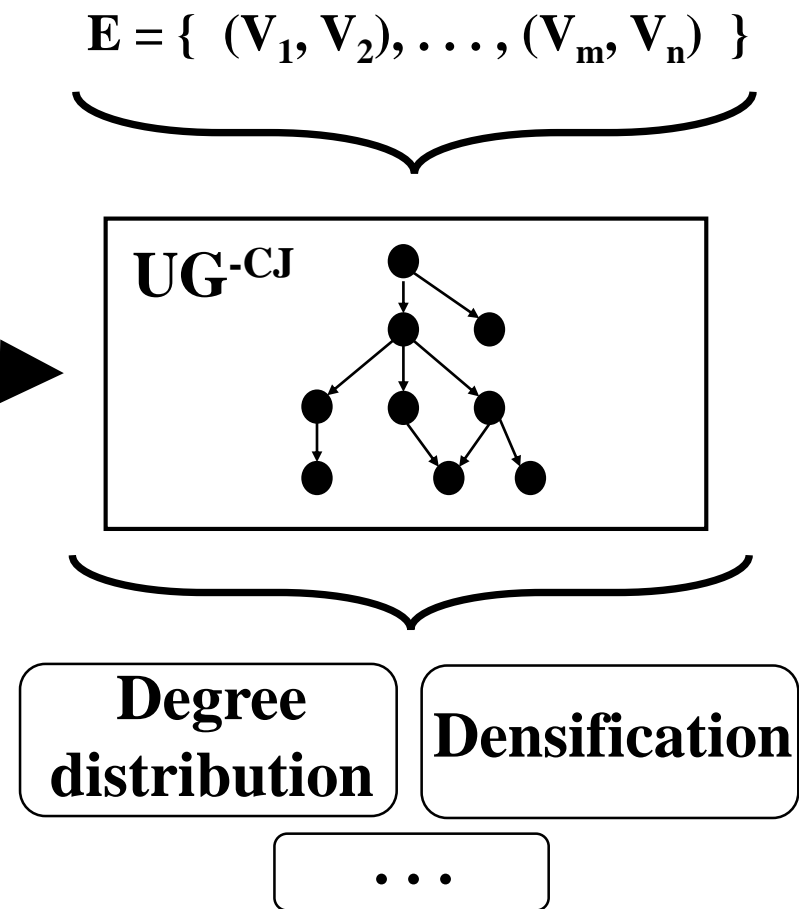 E = { (V₁, V₂), . . . , (Vₘ, Vₙ) }
UG⁻ᶜᴶ
Degree
distribution
Densification
. . .